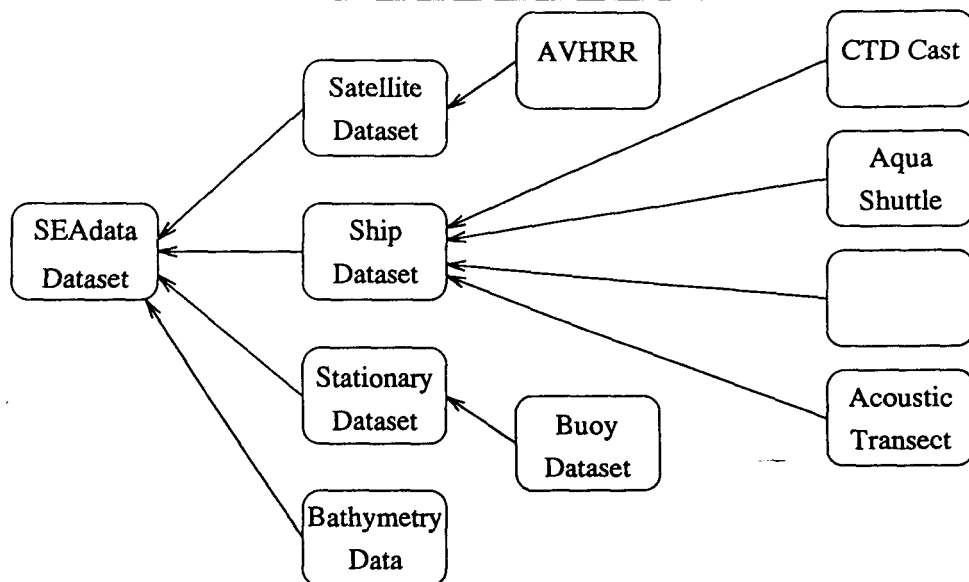 AVHRR
CTD Cast
Satellite
Dataset
Aqua
Shuttle
SEAdata
Dataset
Ship
Dataset
Stationary
Dataset
Acoustic
Transect
Buoy
Dataset
Bathymetry
Data